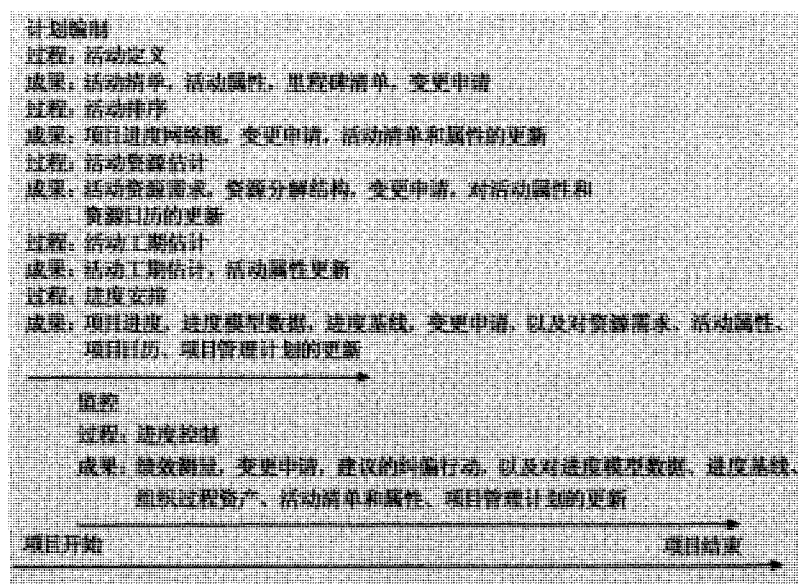 计划编制
过程：活动定义
成果：活动清单，活动属性，里程碑清单，变更申请
过程：活动排序
成果：项目进度网络图，变更申请，活动清单和属性的更新
过程：活动资源估计
成果：活动资源需求，资源分解结构，变更申请，对活动属性和
资源日历的更新
过程：活动工期估计
成果：活动工期估计，活动属性更新
过程：进度安排
成果：项目进度，进度模型数据，进度基线，变更申请，以及对资源需求、活动属性、
项目日历、项目管理计划的更新
监控
过程：进度控制
成果：绩效测量，变更申请，建议的纠偏行动，以及对进度模型数据、进度基线、
组织过程资产、活动清单和属性、项目管理计划的更新
项目开始
项目结束